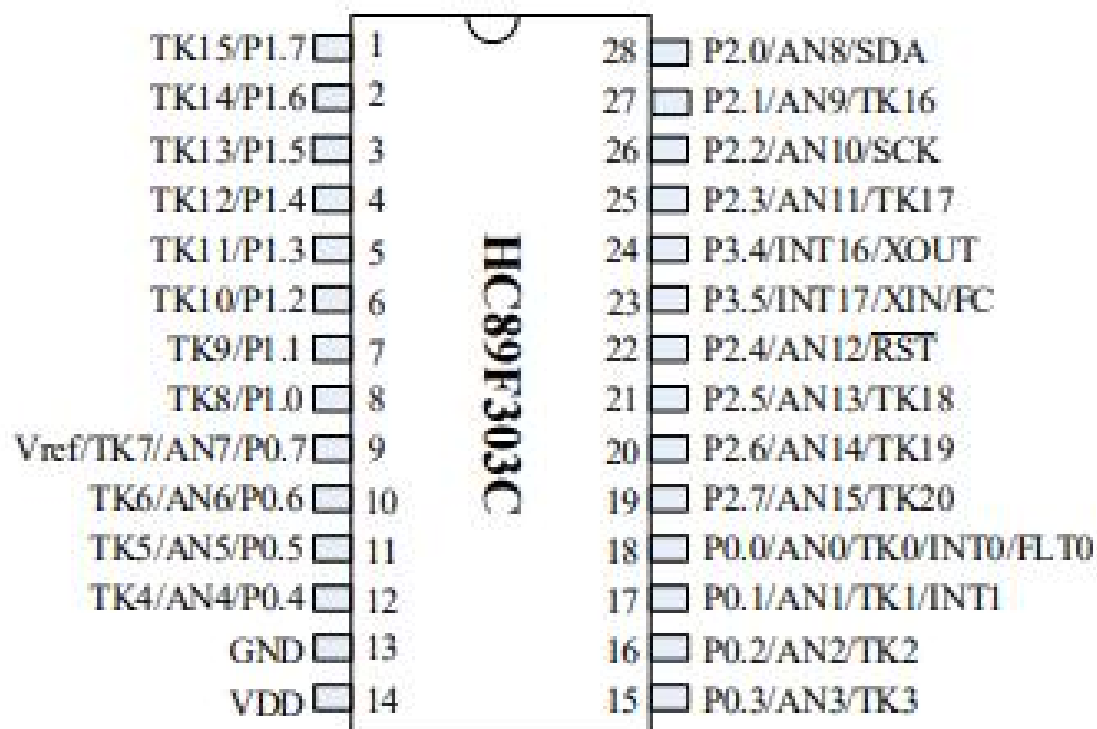 TK15/P1.7 1 28 P2.0/AN8/SDA
TK14/P1.6 2 27 P2.1/AN9/TK16
TK13/P1.5 3 26 P2.2/AN10/SCK
TK12/P1.4 4 25 P2.3/AN11/TK17
TK11/P1.3 5 24 P3.4/INT16/XOUT
TK10/P1.2 6 23 P3.5/INT17/XIN/FC
TK9/P1.1 7 22 P2.4/AN12/RST
TK8/P1.0 8 21 P2.5/AN13/TK18
Vref/TK7/AN7/P0.7 9 20 P2.6/AN14/TK19
TK6/AN6/P0.6 10 19 P2.7/AN15/TK20
TK5/AN5/P0.5 11 18 P0.0/AN0/TK0/INT0/FLT0
TK4/AN4/P0.4 12 17 P0.1/AN1/TK1/INT1
GND 13 16 P0.2/AN2/TK2
VDD 14 15 P0.3/AN3/TK3
HC89F303C